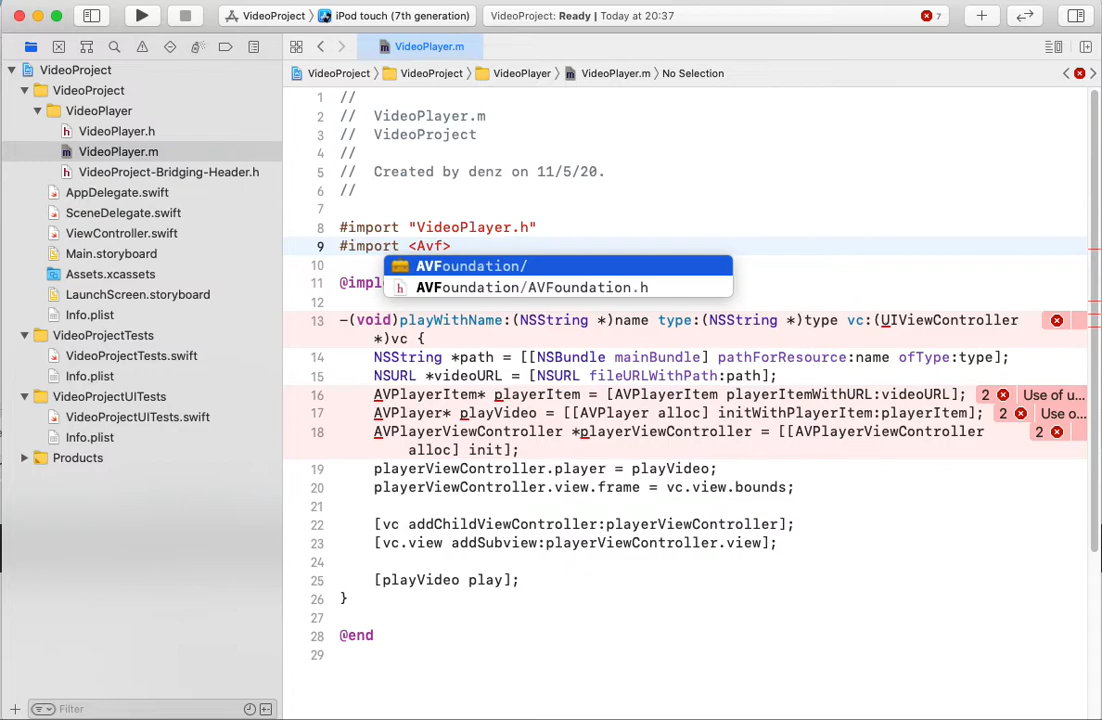 VideoProject
iPod touch (7th generation)
VideoProject: Ready | Today at 20:37
7
VideoPlayer.m
VideoProject
VideoProject
VideoPlayer
VideoPlayer.m
No Selection
VideoProject
VideoProject
VideoPlayer
VideoPlayer.h
VideoPlayer.m
VideoProject-Bridging-Header.h
AppDelegate.swift
SceneDelegate.swift
ViewController.swift
Main.storyboard
Assets.xcassets
LaunchScreen.storyboard
Info.plist
VideoProjectTests
VideoProjectTests.swift
Info.plist
VideoProjectUITests
VideoProjectUITests.swift
Info.plist
Products
Filter
1 //
2 // VideoPlayer.m
3 // VideoProject
4 //
5 // Created by denz on 11/5/20.
6 //
7
8 #import "VideoPlayer.h"
9 #import <Avf>
AVFoundation/
AVFoundation/AVFoundation.h
10
11 @impl
12
13 -(void)playWithName:(NSString *)name type:(NSString *)type vc:(UIViewController
*)vc {
14 NSString *path = [[NSBundle mainBundle] pathForResource:name ofType:type];
15 NSURL *videoURL = [NSURL fileURLWithPath:path];
16 AVPlayerItem* playerItem = [AVPlayerItem playerItemWithURL:videoURL]; 2 Use of u...
17 AVPlayer* playVideo = [[AVPlayer alloc] initWithPlayerItem:playerItem]; 2 Use o...
18 AVPlayerViewController *playerViewController = [[AVPlayerViewController 2
alloc] init];
19 playerViewController.player = playVideo;
20 playerViewController.view.frame = vc.view.bounds;
21
22 [vc addChildViewController:playerViewController];
23 [vc.view addSubview:playerViewController.view];
24
25 [playVideo play];
26 }
27
28 @end
29